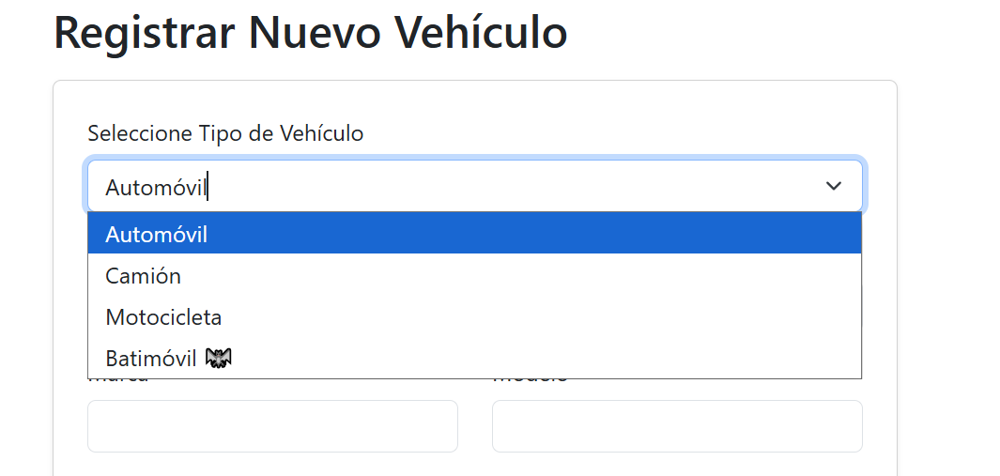 Registrar Nuevo Vehículo
Seleccione Tipo de Vehículo
Automóvil
Automóvil
Camión
Motocicleta
Batimóvil 🦇